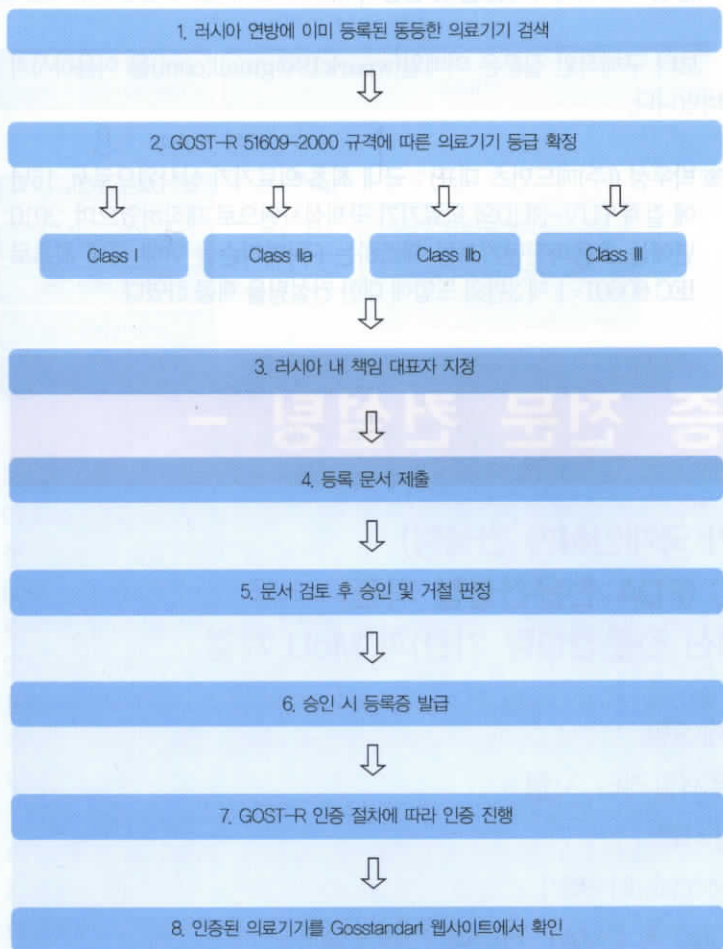 1. 러시아 연방에 이미 등록된 동등한 의료기기 검색
2. GOST-R 51609-2000 규격에 따른 의료기기 등급 확정
Class I
Class IIa
Class IIb
Class III
3. 러시아 내 책임 대표자 지정
4. 등록 문서 제출
5. 문서 검토 후 승인 및 거절 판정
6. 승인 시 등록증 발급
7. GOST-R 인증 절차에 따라 인증 진행
8. 인증된 의료기기를 Gosstandart 웹사이트에서 확인